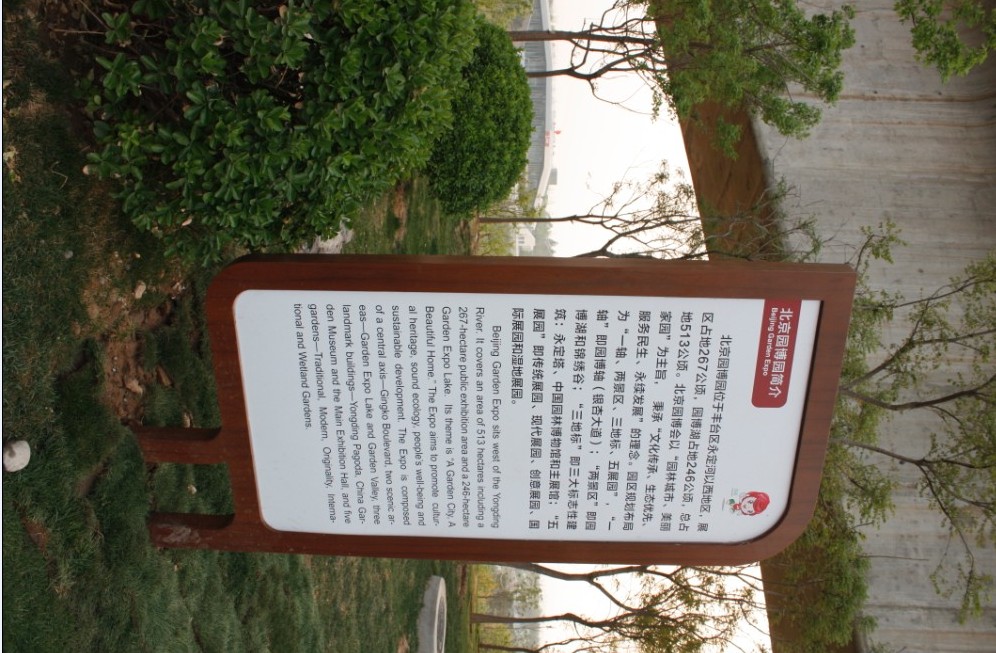 北京园博园简介
Beijing Garden Expo
北京园博园位于丰台区永定河以西地区，展
区占地267公顷，园博湖占地246公顷，总占
地513公顷。北京园博会以“园林城市、美丽
家园”为主旨，秉承“文化传承、生态优先、
服务民生、永续发展”的理念。园区规划布局
为“一轴、两景区、三地标、五展园”，“一
轴”即园博轴（银杏大道）；“两景区”即园
博湖和锦绣谷；“三地标”即三大标志性建
筑：永定塔、中国园林博物馆和主展馆；“五
展园”即传统展园、现代展园、创意展园、国
际展园和湿地展园。
Beijing Garden Expo sits west of the Yongding
River. It covers an area of 513 hectares including a
267-hectare public exhibition area and a 246-hectare
Garden Expo Lake. Its theme is "A Garden City, A
Beautiful Home." The Expo aims to promote cultur-
al heritage, sound ecology, people's well-being and
sustainable development. The Expo is composed
of a central axis—Gingko Boulevard, two scenic ar-
eas—Garden Expo Lake and Garden Valley, three
landmark buildings—Yongding Pagoda, China Gar-
den Museum and the Main Exhibition Hall, and five
gardens—Traditional, Modern, Originality, Interna-
tional and Wetland Gardens.